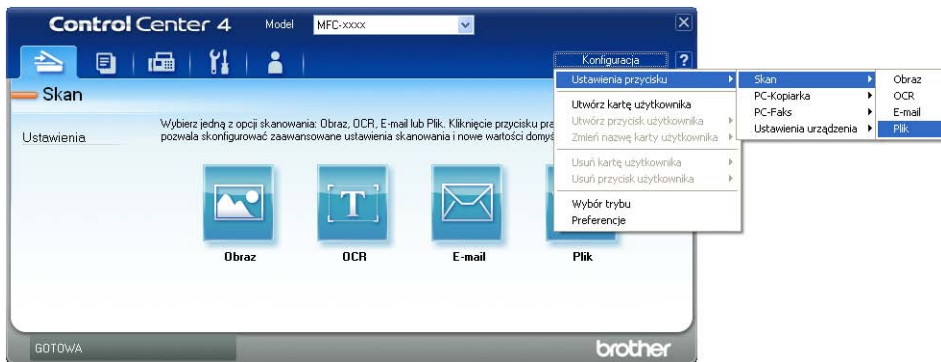 Control Center 4
Model
MFC-xxxx
Konfiguracja
?
Skan
Ustawienia
Wybierz jedną z opcji skanowania: Obraz, OCR, E-mail lub Plik. Kliknięcie przycisku
pozwala skonfigurować zaawansowane ustawienia skanowania i nowe wartości
T
Obraz
OCR
E-mail
Plik
Ustawienia przycisku
Utwórz kartę użytkownika
Utwórz przycisk użytkownika
Zmień nazwę karty użytkownika
Usuń kartę użytkownika
Usuń przycisk użytkownika
Wybór trybu
Preferencje
Skan
PC-Kopiarka
PC-Faks
Ustawienia urządzenia
Obraz
OCR
E-mail
Plik
GOTOWA
brother